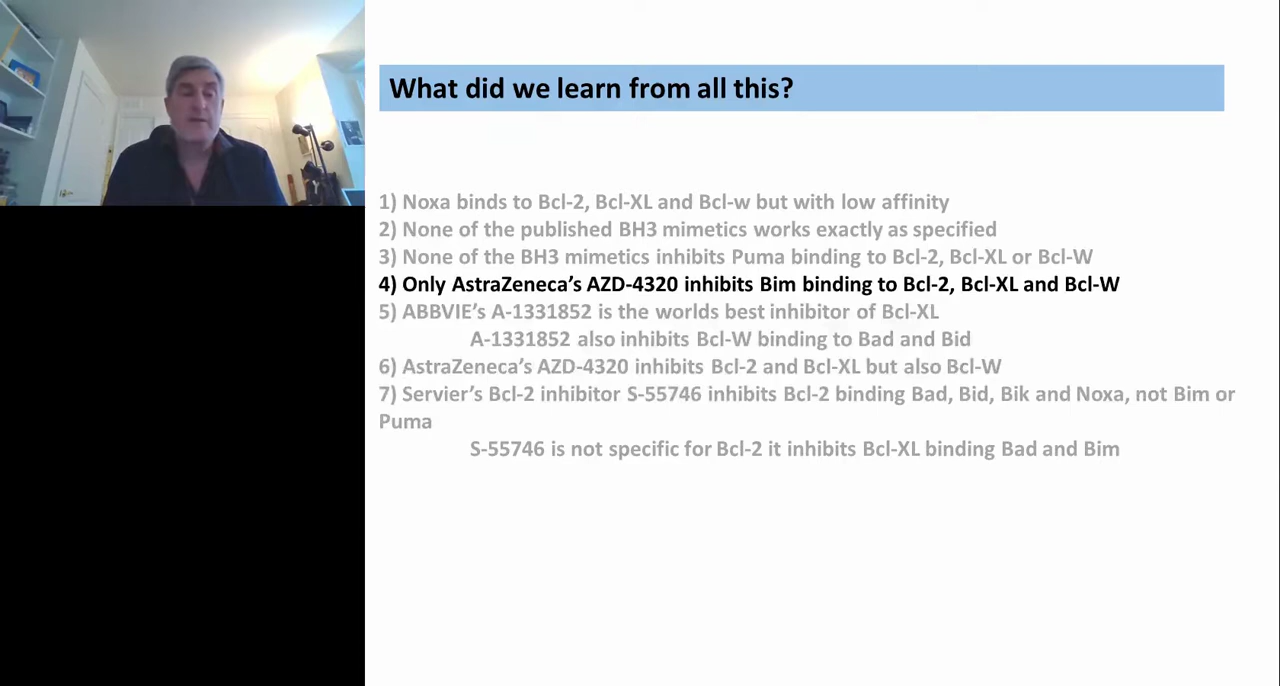 What did we learn from all this?
1) Noxa binds to Bcl-2, Bcl-XL and Bcl-w but with low affinity
2) None of the published BH3 mimetics works exactly as specified
3) None of the BH3 mimetics inhibits Puma binding to Bcl-2, Bcl-XL or Bcl-W
4) Only AstraZeneca's AZD-4320 inhibits Bim binding to Bcl-2, Bcl-XL and Bcl-W
5) ABBVIE's A-1331852 is the worlds best inhibitor of Bcl-XL
A-1331852 also inhibits Bcl-W binding to Bad and Bid
6) AstraZeneca's AZD-4320 inhibits Bcl-2 and Bcl-XL but also Bcl-W
7) Servier's Bcl-2 inhibitor S-55746 inhibits Bcl-2 binding Bad, Bid, Bik and Noxa, not Bim or
Puma
S-55746 is not specific for Bcl-2 it inhibits Bcl-XL binding Bad and Bim